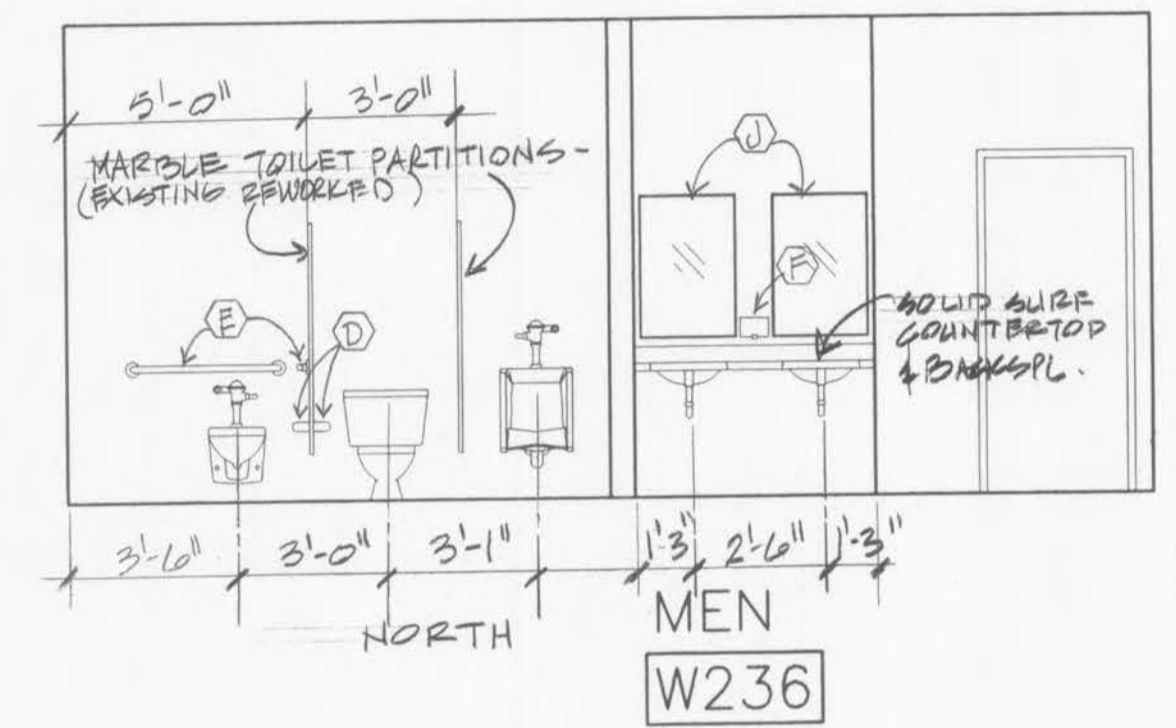 5'-0" 3'-0"
MARBLE TOILET PARTITIONS -
(EXISTING REWORKED)
J
F
E
D
SOLID SURF
COUNTERTOP
& BACKSPL.
3'-6" 3'-0" 3'-1" 1'-3" 2'-6" 1'-3"
NORTH
MEN
W236